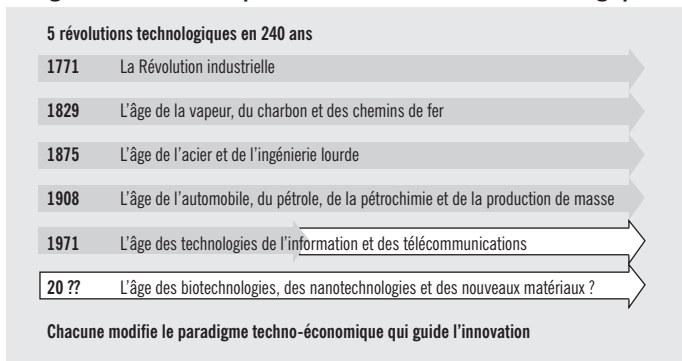 5 révolutions technologiques en 240 ans
1771 La Révolution industrielle
1829 L'âge de la vapeur, du charbon et des chemins de fer
1875 L'âge de l'acier et de l'ingénierie lourde
1908 L'âge de l'automobile, du pétrole, de la pétrochimie et de la production de masse
1971 L'âge des technologies de l'information et des télécommunications
20 ?? L'âge des biotechnologies, des nanotechnologies et des nouveaux matériaux ?
Chacune modifie le paradigme techno-économique qui guide l'innovation